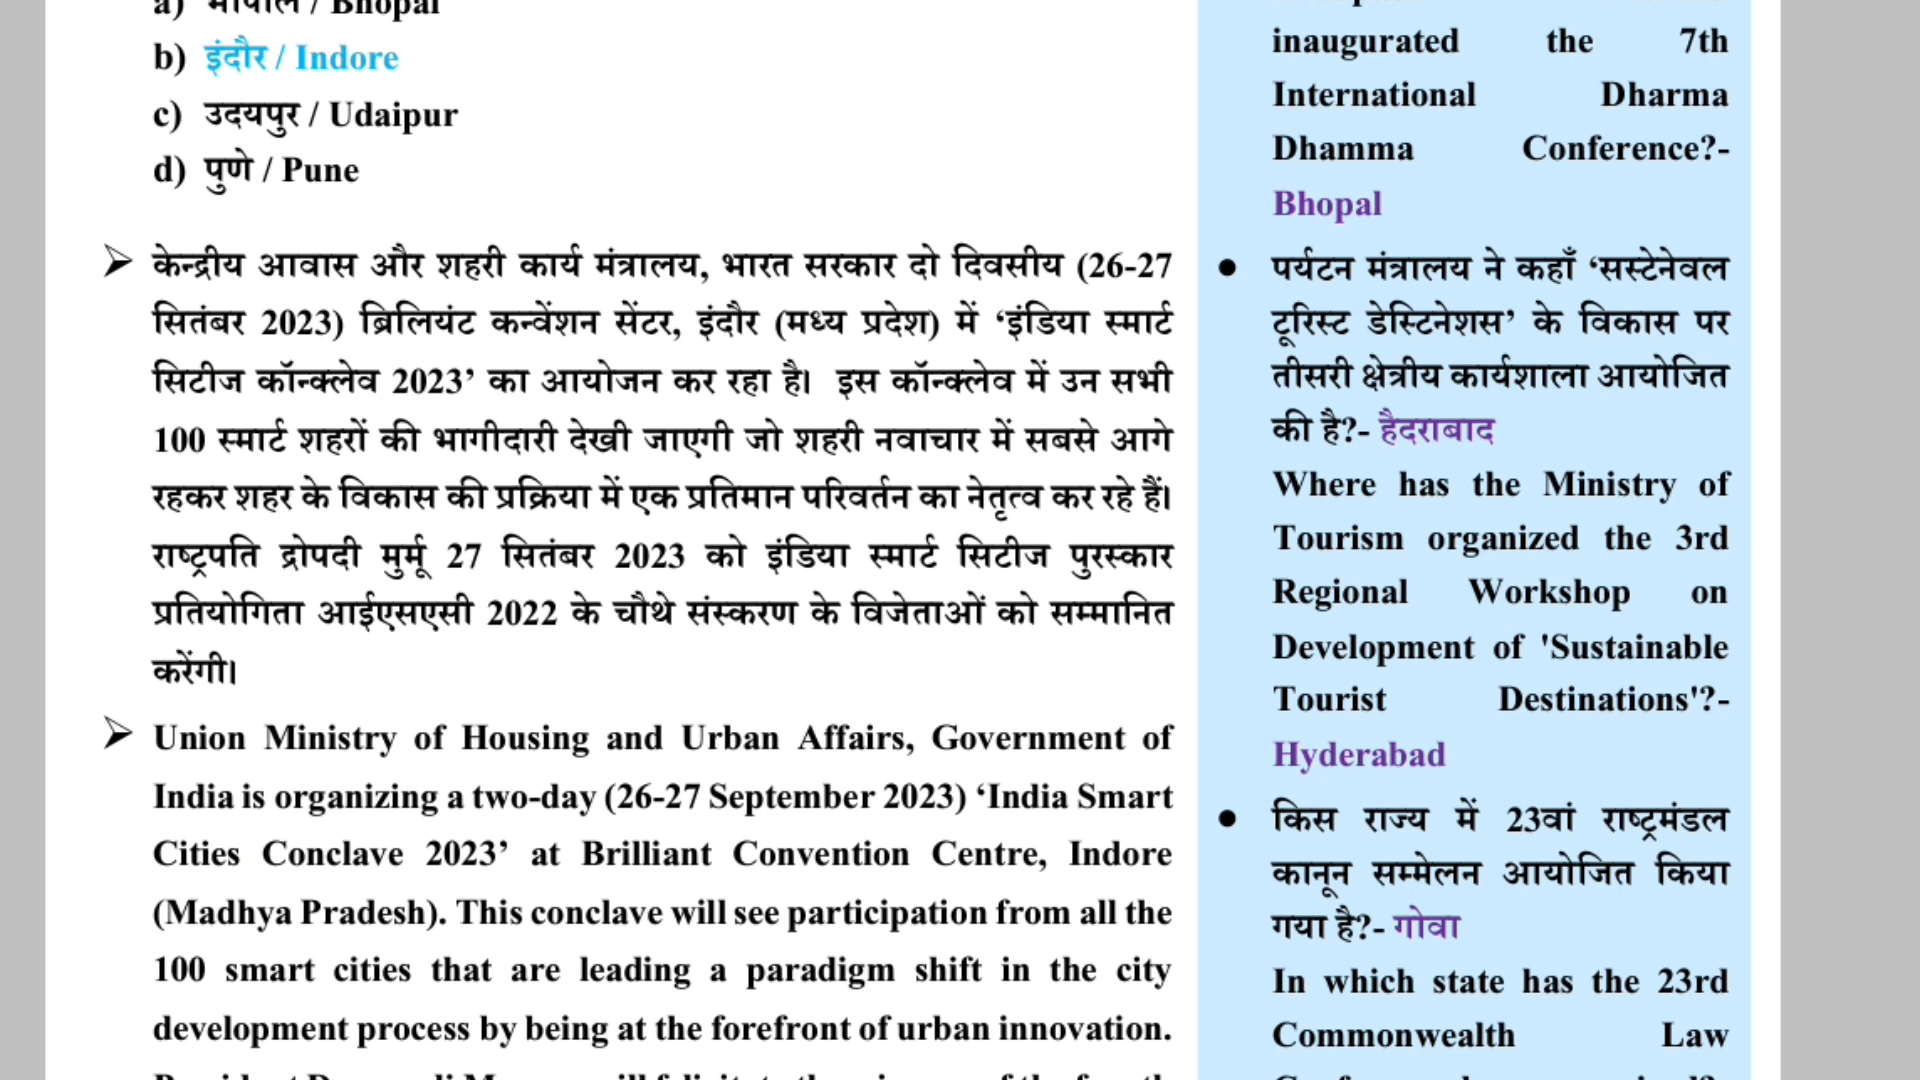 a) भोपाल / Bhopal
b) इंदौर / Indore
c) उदयपुर / Udaipur
d) पुणे / Pune
➢ केन्द्रीय आवास और शहरी कार्य मंत्रालय, भारत सरकार दो दिवसीय (26-27
सितंबर 2023) ब्रिलियंट कन्वेंशन सेंटर, इंदौर (मध्य प्रदेश) में ‘इंडिया स्मार्ट
सिटीज कॉन्क्लेव 2023’ का आयोजन कर रहा है। इस कॉन्क्लेव में उन सभी
100 स्मार्ट शहरों की भागीदारी देखी जाएगी जो शहरी नवाचार में सबसे आगे
रहकर शहर के विकास की प्रक्रिया में एक प्रतिमान परिवर्तन का नेतृत्व कर रहे हैं।
राष्ट्रपति द्रोपदी मुर्मू 27 सितंबर 2023 को इंडिया स्मार्ट सिटीज पुरस्कार
प्रतियोगिता आईएसएसी 2022 के चौथे संस्करण के विजेताओं को सम्मानित
करेंगी।
➢ Union Ministry of Housing and Urban Affairs, Government of
India is organizing a two-day (26-27 September 2023) ‘India Smart
Cities Conclave 2023’ at Brilliant Convention Centre, Indore
(Madhya Pradesh). This conclave will see participation from all the
100 smart cities that are leading a paradigm shift in the city
development process by being at the forefront of urban innovation.
inaugurated the 7th
International Dharma
Dhamma Conference?-
Bhopal
● पर्यटन मंत्रालय ने कहाँ ‘सस्टेनेवल
टूरिस्ट डेस्टिनेशस’ के विकास पर
तीसरी क्षेत्रीय कार्यशाला आयोजित
की है?- हैदराबाद
Where has the Ministry of
Tourism organized the 3rd
Regional Workshop on
Development of 'Sustainable
Tourist Destinations'?-
Hyderabad
● किस राज्य में 23वां राष्ट्रमंडल
कानून सम्मेलन आयोजित किया
गया है?- गोवा
In which state has the 23rd
Commonwealth Law